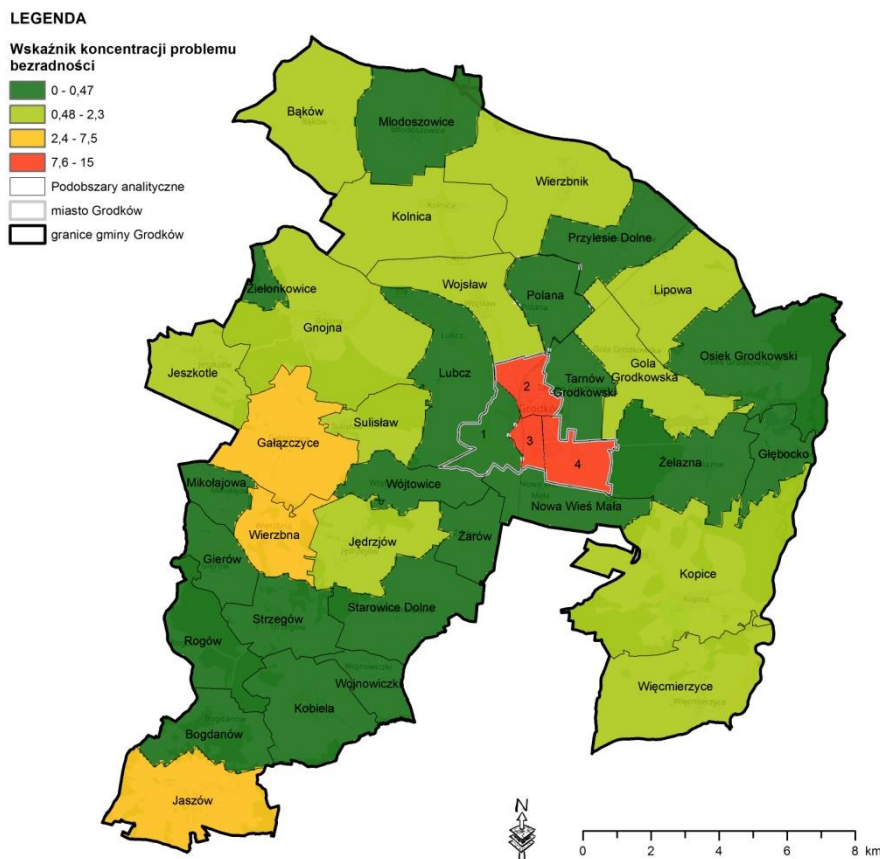 LEGENDA
Wskaźnik koncentracji problemu
bezradności
0 - 0,47
0,48 - 2,3
2,4 - 7,5
7,6 - 15
Podobszary analityczne
miasto Grodków
granice gminy Grodków
Bąków
Młodoszowice
Wierzbnik
Kolnica
Przylesie Dolne
Wojsław
Zielonkowice
Polana
Lipowa
Gnojna
Osiek Grodkowski
Jeszkotle
Lubcz
Gola
Grodkowska
Tarnów
Grodkowski
2
Sulisław
1
3
4
Gałązczyce
Żelazna
Głębocko
Mikołajowa
Wójtowice
Nowa Wieś Mała
Wierzbna
Jędrzjów
Żarów
Gierów
Kopice
Strzegów
Starowice Dolne
Rogów
Wojnowiczki
Więcmierzyce
Kobiela
Bogdanów
Jaszów
N
0 2 4 6 8 km